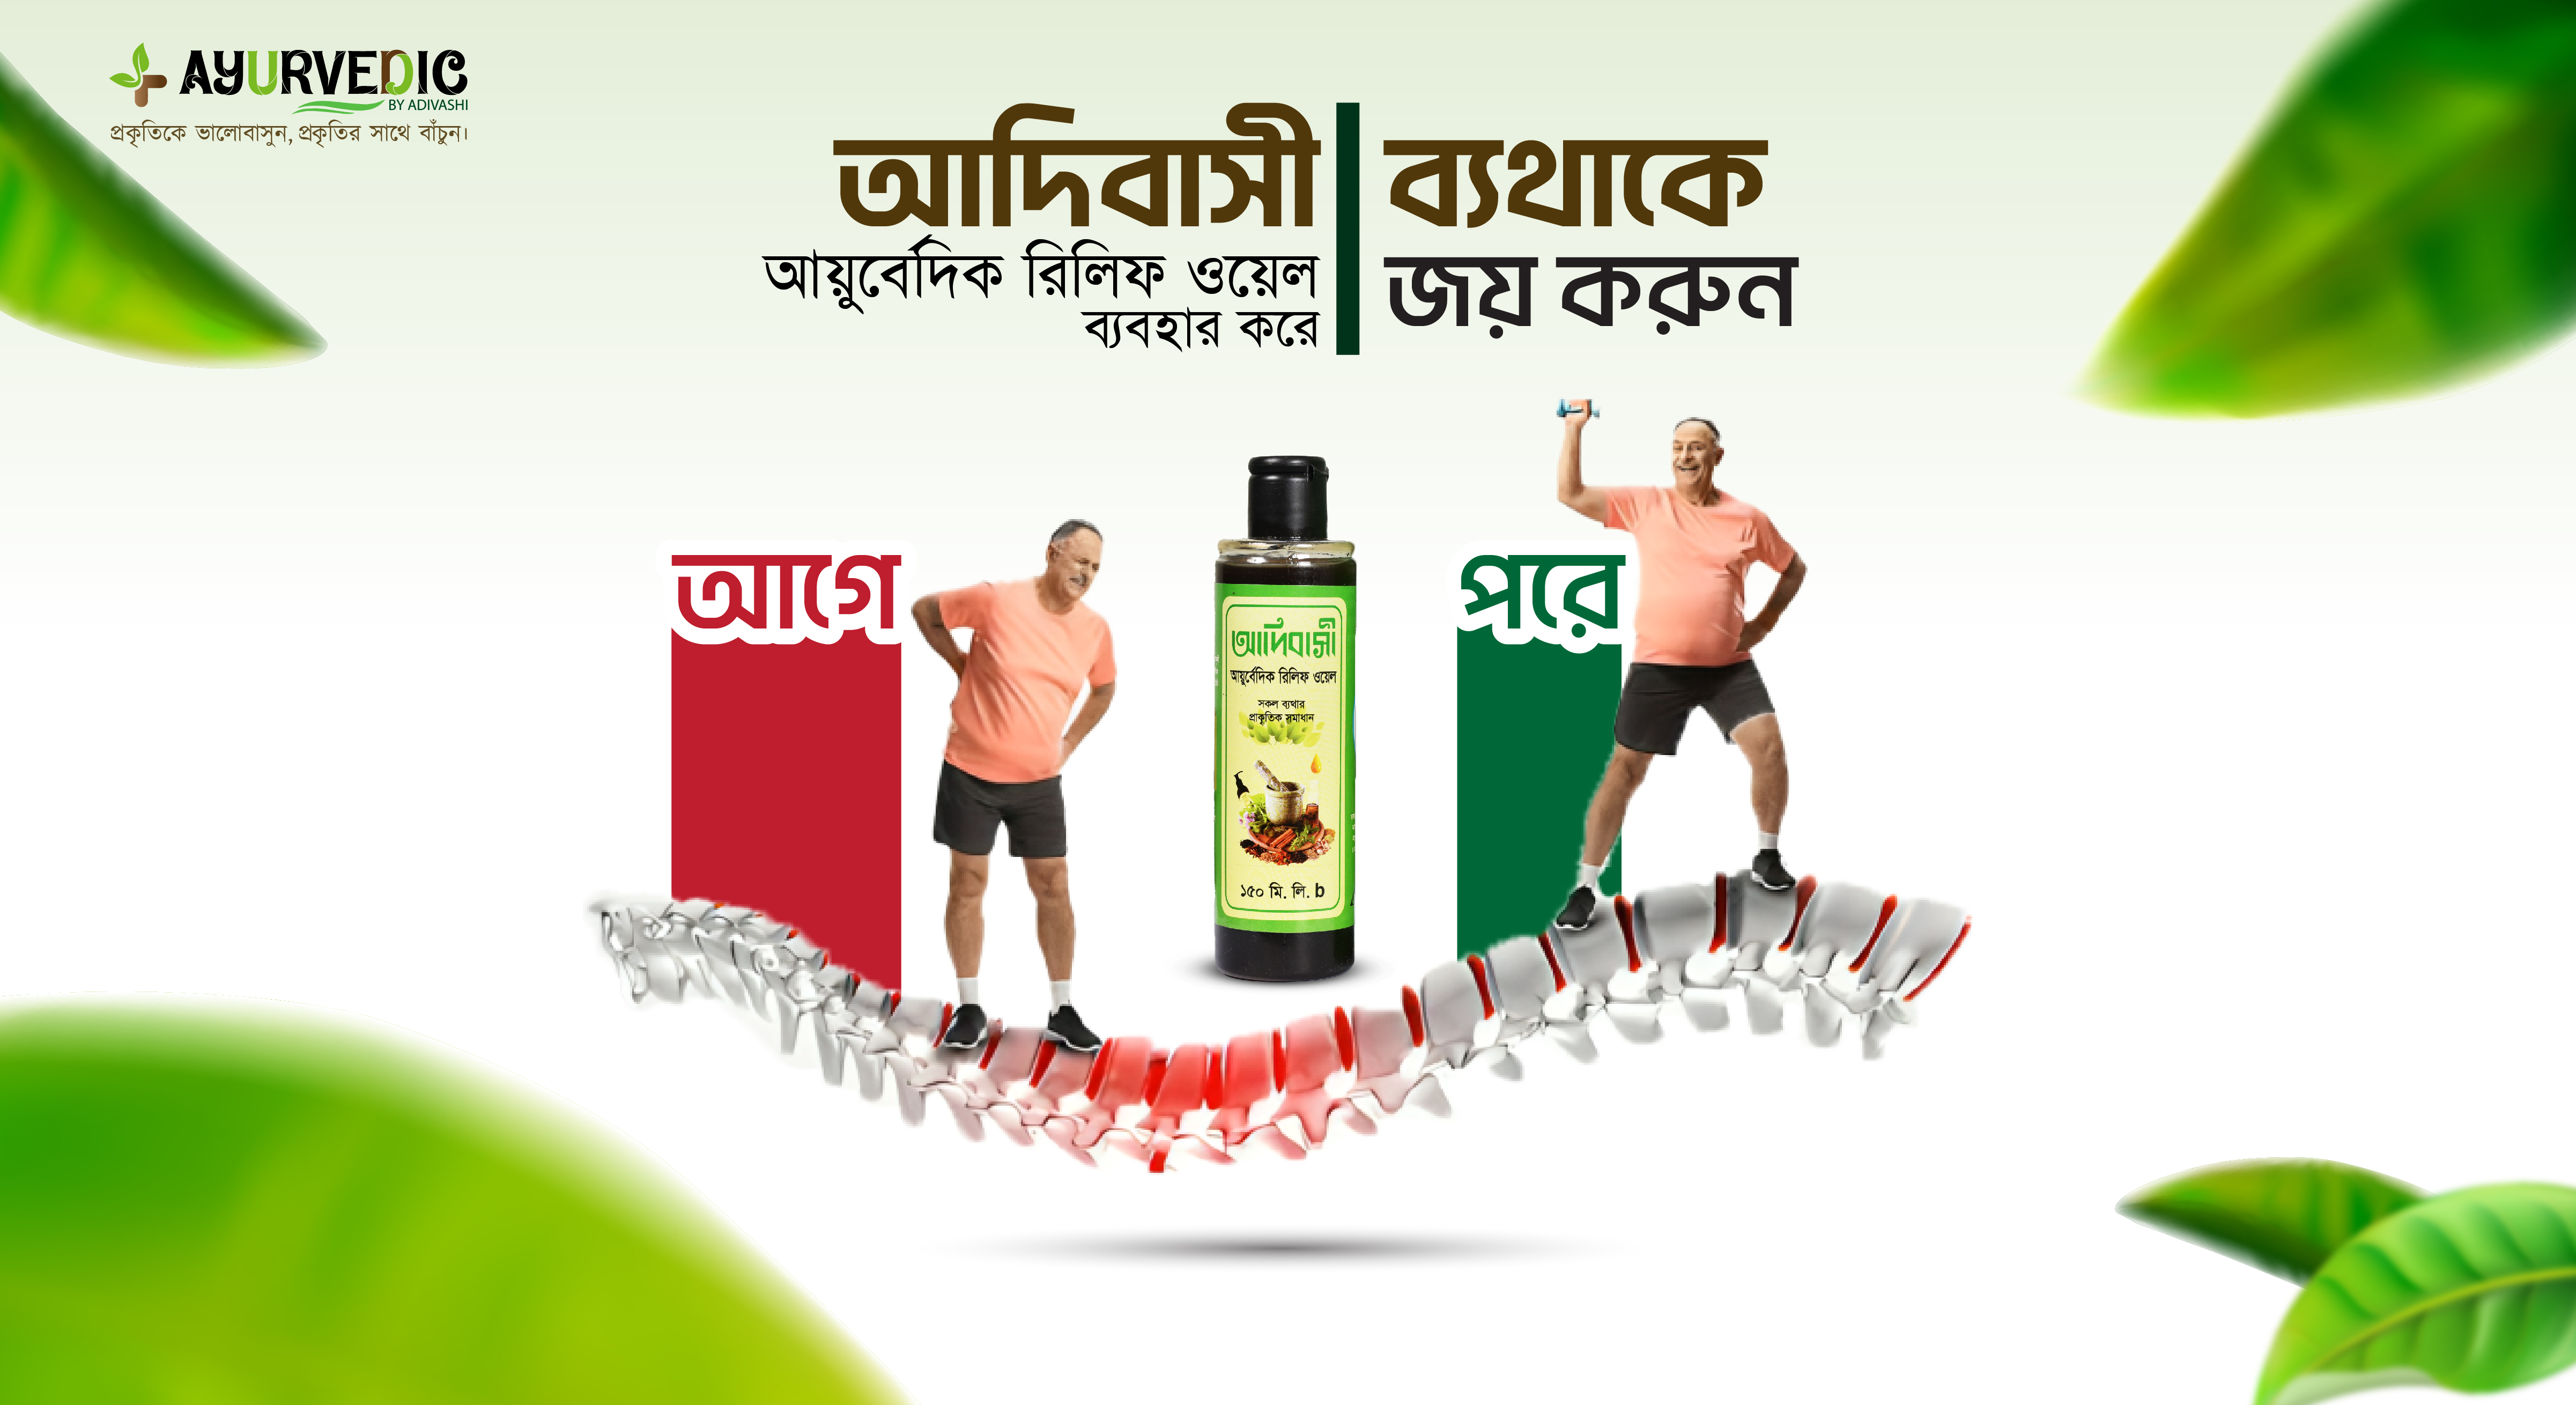 AYURVEDIC
BY ADIVASHI
প্রকৃতিকে ভালোবাসুন, প্রকৃতির সাথে বাঁচুন।
আদিবাসী
আয়ুবেদিক রিলিফ ওয়েল
ব্যবহার করে
ব্যথাকে
জয় করুন
আগে
পরে
আদিবাসী
আয়ুর্বেদিক রিলিফ ওয়েল
সকল ব্যথার
প্রাকৃতিক সমাধান
১৫০ মি. লি. b